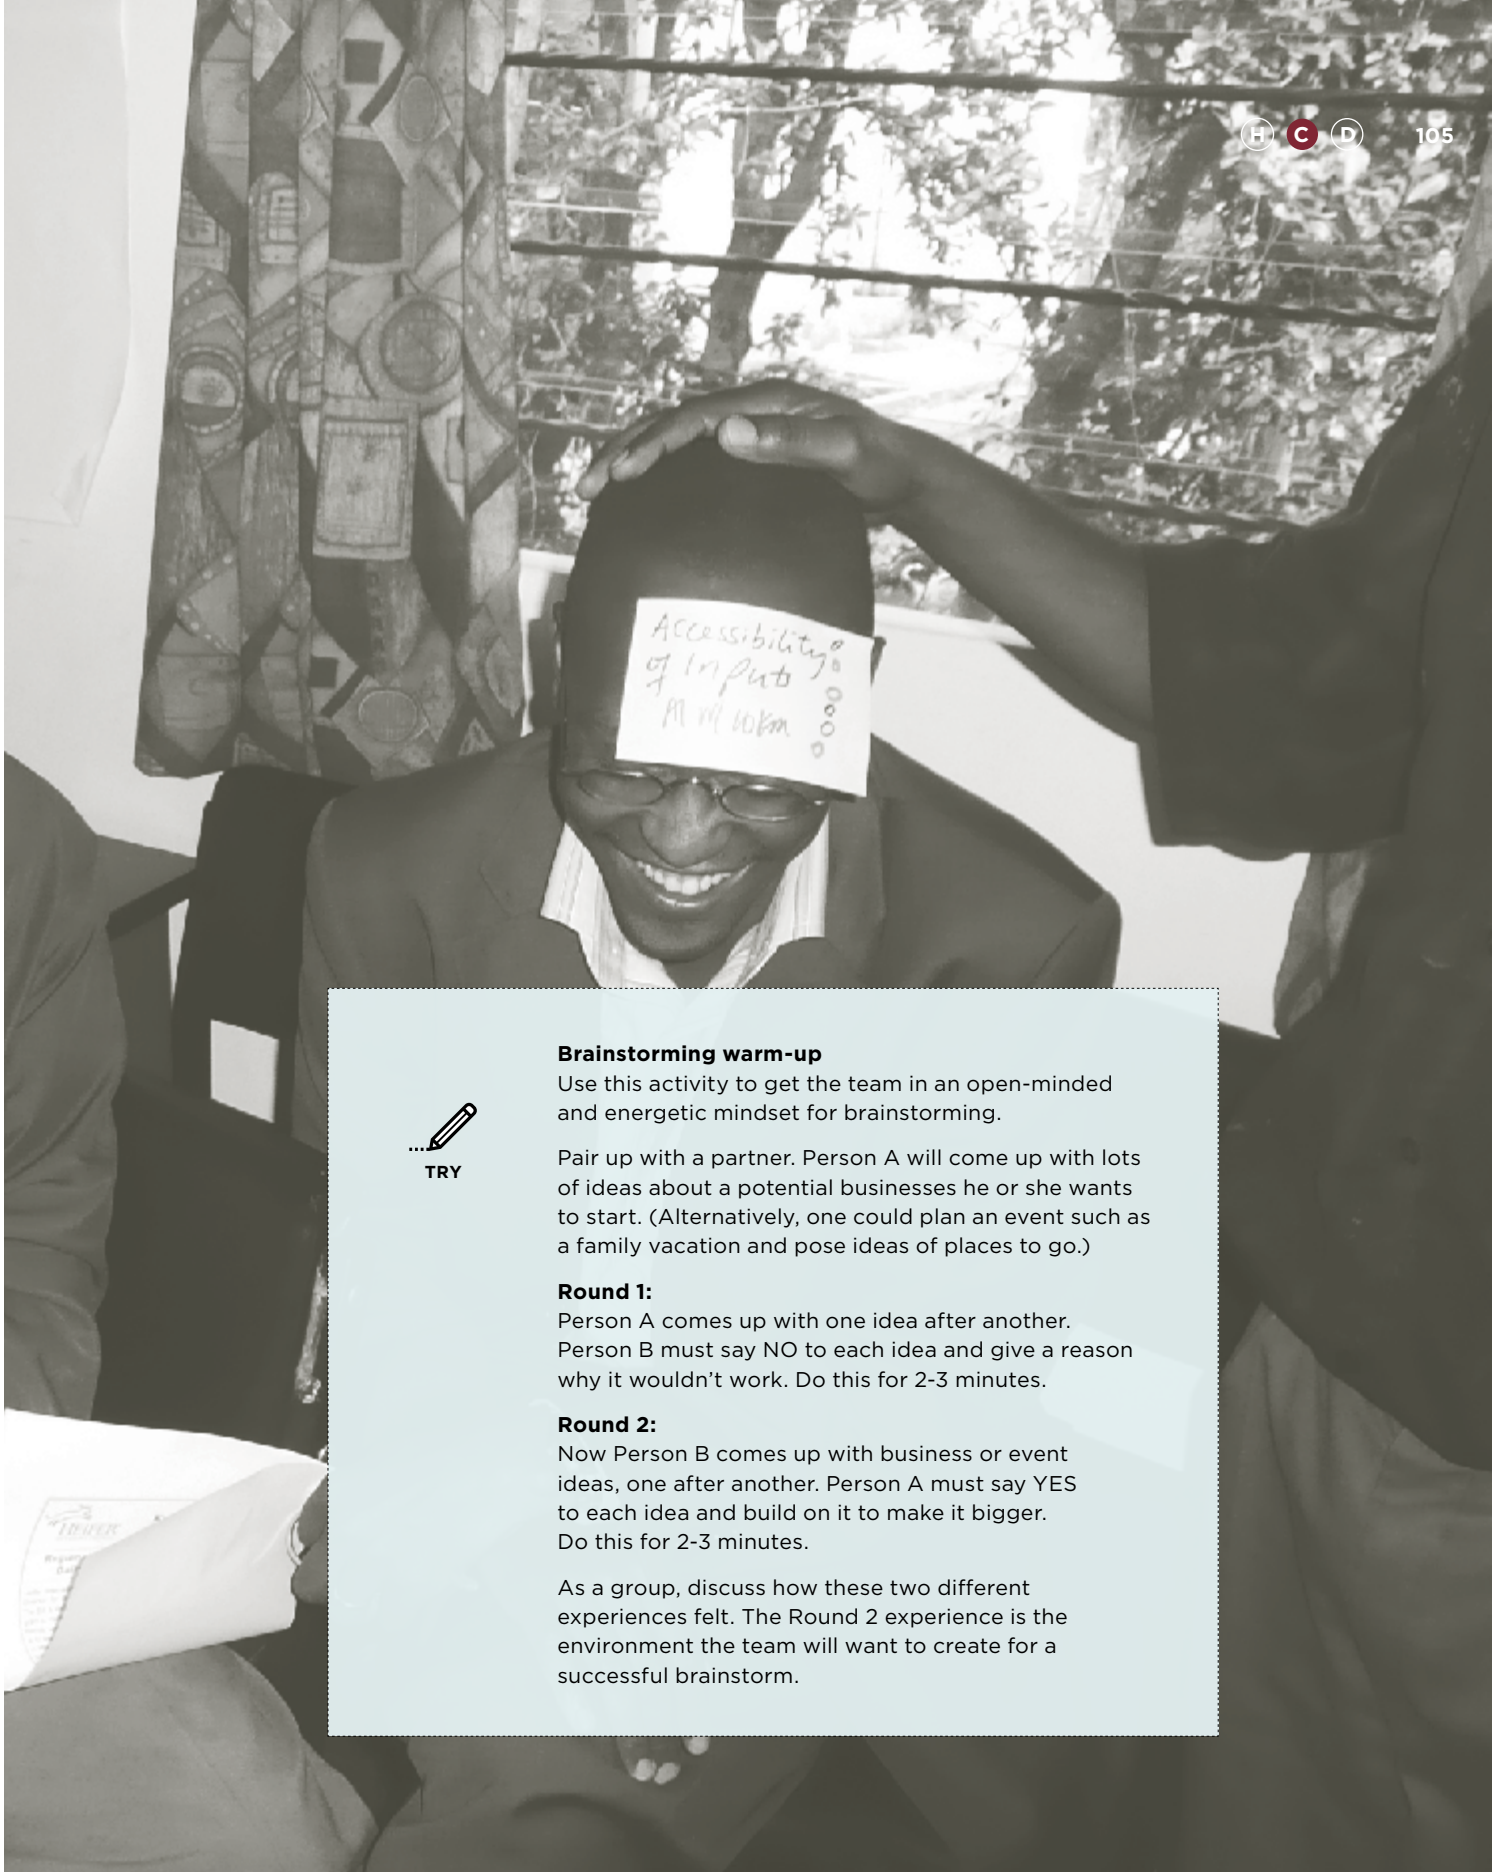 H C D 105
Accessibility
of Inputs
Brainstorming warm-up
Use this activity to get the team in an open-minded
and energetic mindset for brainstorming.
TRY
Pair up with a partner. Person A will come up with lots
of ideas about a potential businesses he or she wants
to start. (Alternatively, one could plan an event such as
a family vacation and pose ideas of places to go.)
Round 1:
Person A comes up with one idea after another.
Person B must say NO to each idea and give a reason
why it wouldn’t work. Do this for 2-3 minutes.
Round 2:
Now Person B comes up with business or event
ideas, one after another. Person A must say YES
to each idea and build on it to make it bigger.
Do this for 2-3 minutes.
As a group, discuss how these two different
experiences felt. The Round 2 experience is the
environment the team will want to create for a
successful brainstorm.